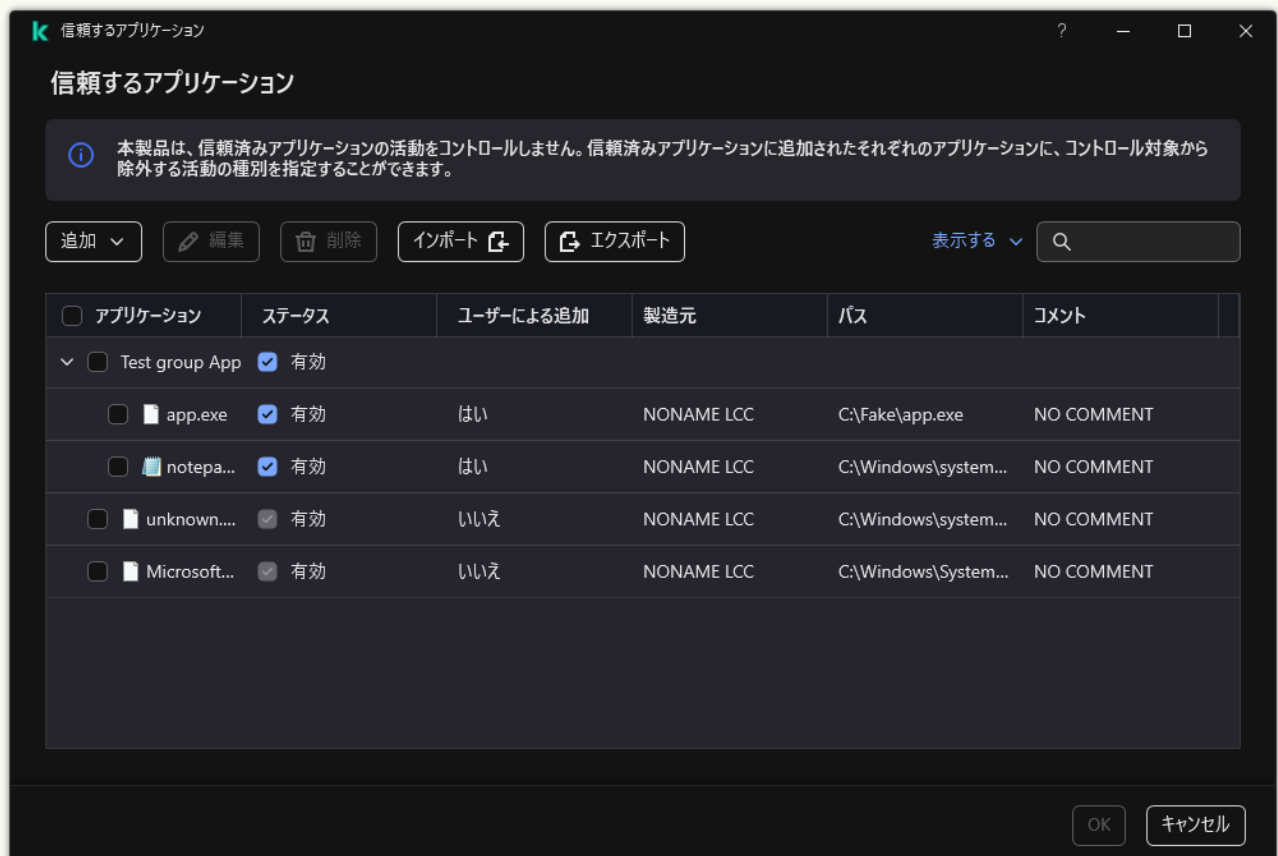 信頼するアプリケーション
?
信頼するアプリケーション
本製品は、信頼済みアプリケーションの活動をコントロールしません。信頼済みアプリケーションに追加されたそれぞれのアプリケーションに、コントロール対象から
除外する活動の種別を指定することができます。
追加 編集 削除 インポート エクスポート 表示する
アプリケーション ステータス ユーザーによる追加 製造元 パス コメント
Test group App 有効
app.exe 有効 はい NONAME LCC C:\Fake\app.exe NO COMMENT
notepa... 有効 はい NONAME LCC C:\Windows\system... NO COMMENT
unknown.... 有効 いいえ NONAME LCC C:\Windows\system... NO COMMENT
Microsoft... 有効 いいえ NONAME LCC C:\Windows\System... NO COMMENT
OK キャンセル